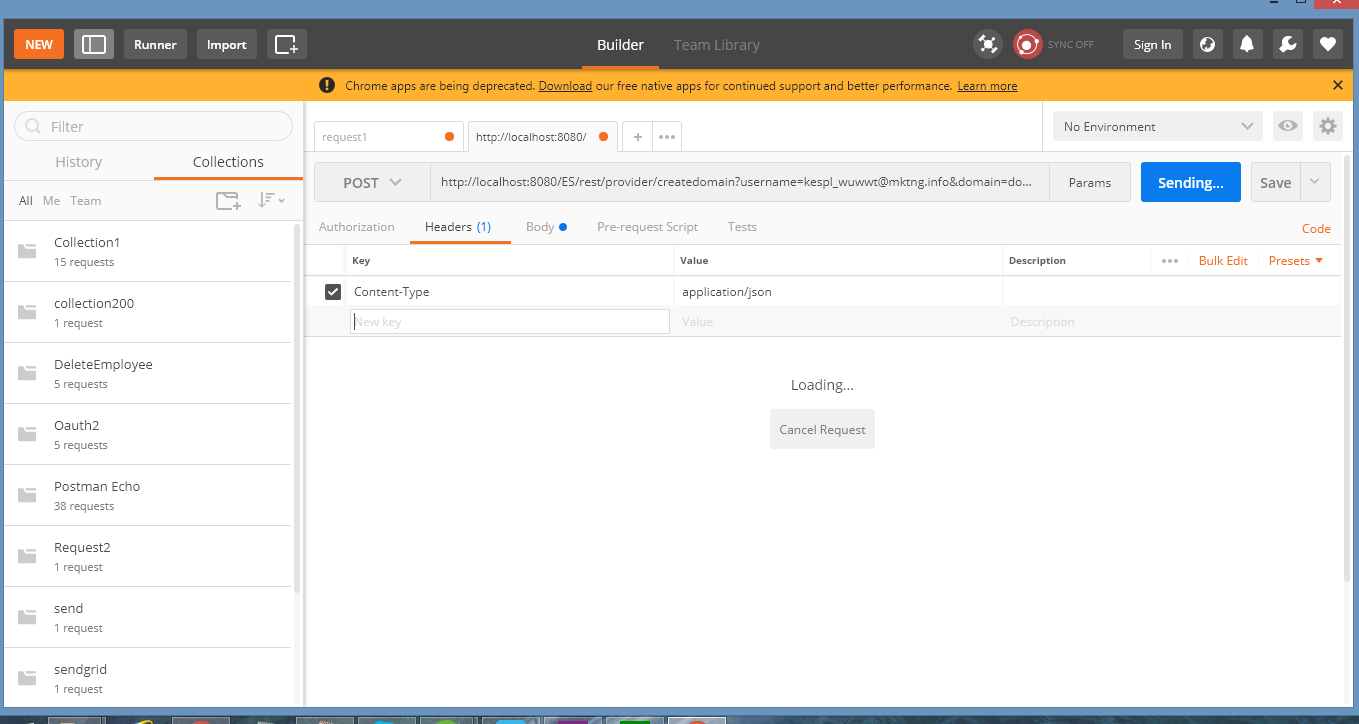 NEW Runner Import Builder Team Library SYNC OFF Sign In
Chrome apps are being deprecated. Download our free native apps for continued support and better performance. Learn more
Filter
History Collections
All Me Team
Collection1
15 requests
collection200
1 request
DeleteEmployee
5 requests
Oauth2
5 requests
Postman Echo
38 requests
Request2
1 request
send
1 request
sendgrid
1 request
request1 http://localhost:8080/ + No Environment
POST http://localhost:8080/ES/rest/provider/createdomain?username=kespl_wuwwt@mktng.info&domain=do... Params Sending... Save
Authorization Headers (1) Body Pre-request Script Tests Code
Key Value Description Bulk Edit Presets
Content-Type application/json
New key Value Description
Loading...
Cancel Request